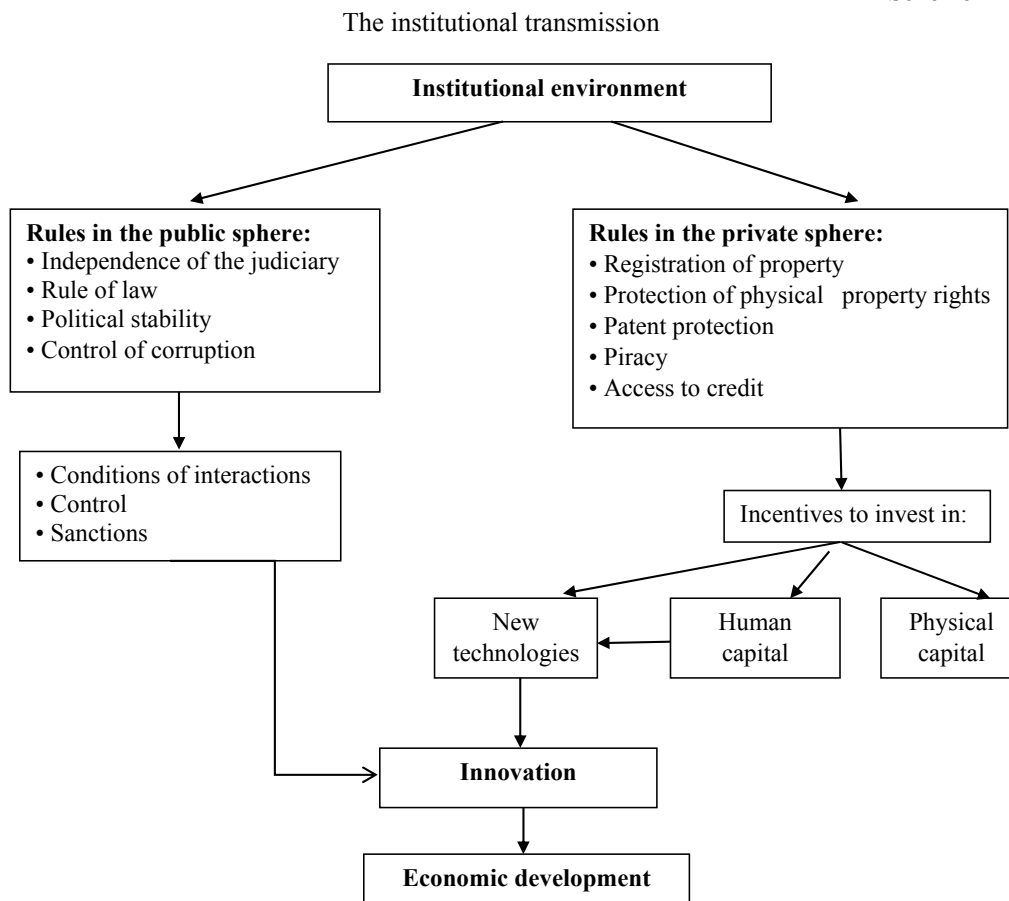 The institutional transmission
Institutional environment
Rules in the public sphere:
• Independence of the judiciary
• Rule of law
• Political stability
• Control of corruption
Rules in the private sphere:
• Registration of property
• Protection of physical property rights
• Patent protection
• Piracy
• Access to credit
• Conditions of interactions
• Control
• Sanctions
Incentives to invest in:
New
technologies
Human
capital
Physical
capital
Innovation
Economic development